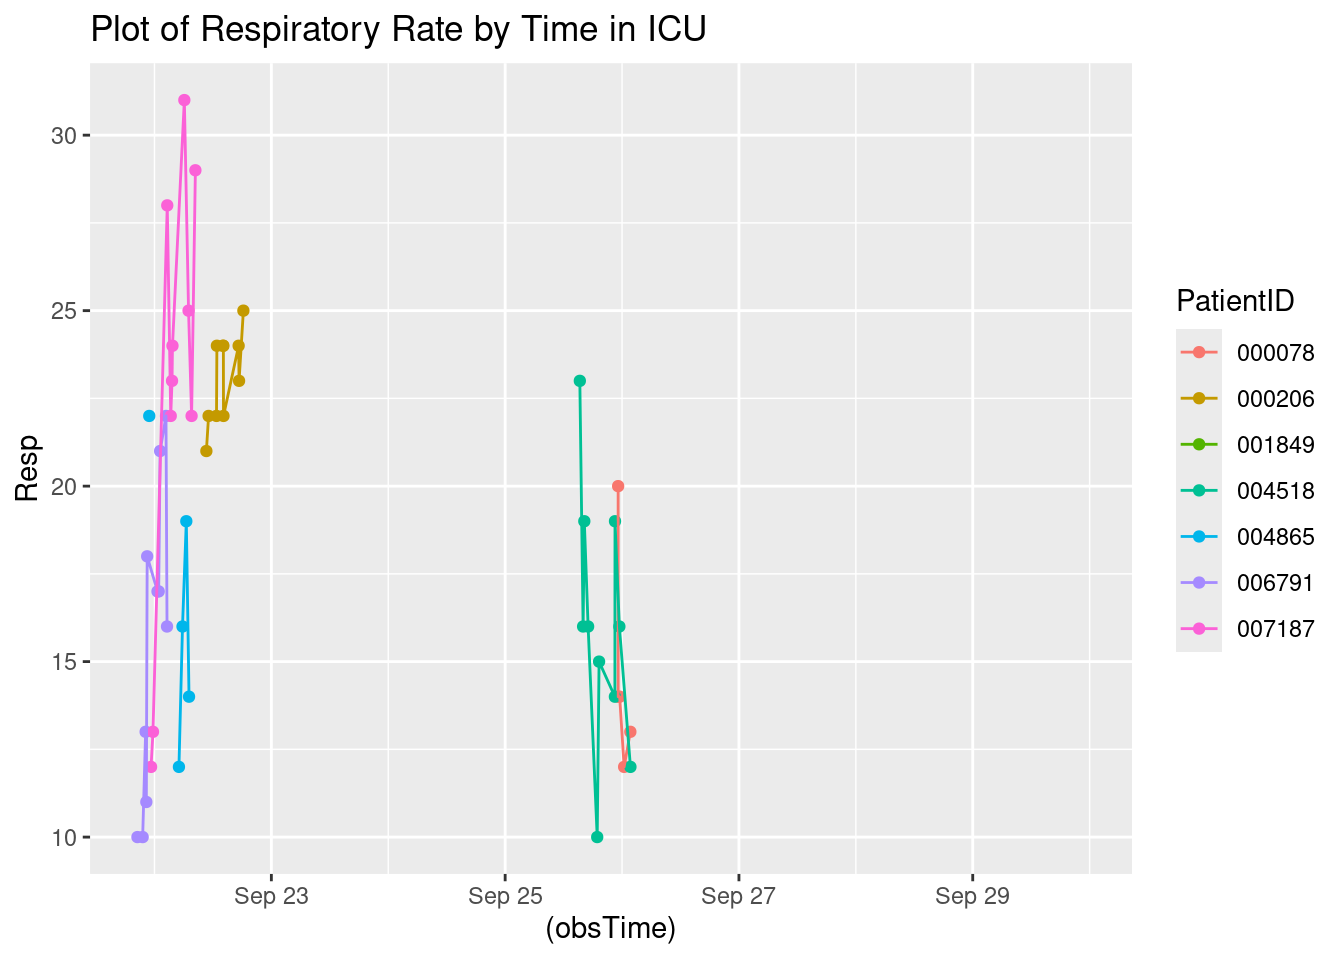 Plot of Respiratory Rate by Time in ICU
30
25
20
15
10
Resp
Sep 23
Sep 25
Sep 27
Sep 29
(obsTime)
PatientID
000078
000206
001849
004518
004865
006791
007187